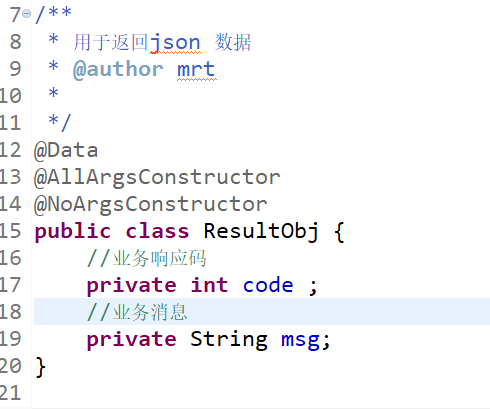 7 /**
8  * 用于返回json 数据
9  * @author mrt
10  *
11  */
12 @Data
13 @AllArgsConstructor
14 @NoArgsConstructor
15 public class ResultObj {
16     //业务响应码
17     private int code ;
18     //业务消息
19     private String msg;
20 }
21